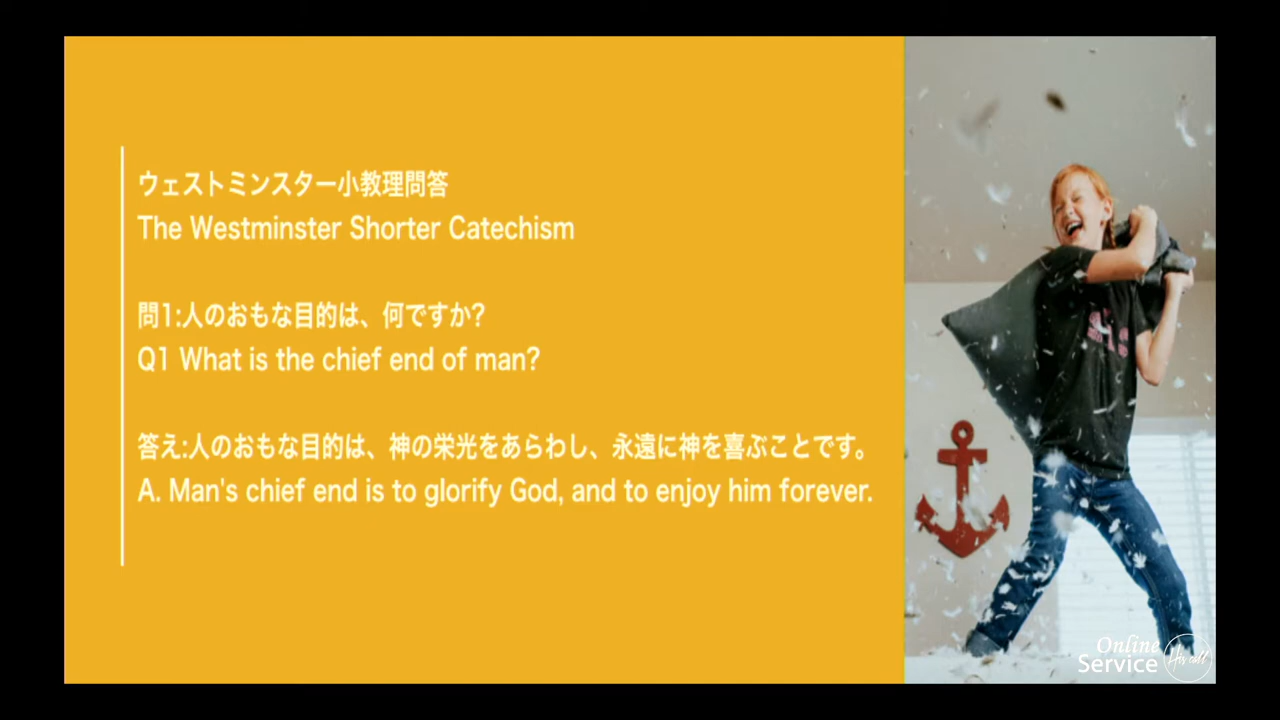 ウェストミンスター小教理問答
The Westminster Shorter Catechism
問1:人のおもな目的は、何ですか?
Q1 What is the chief end of man?
答え:人のおもな目的は、神の栄光をあらわし、永遠に神を喜ぶことです。
A. Man's chief end is to glorify God, and to enjoy him forever.
Online
Service
His call